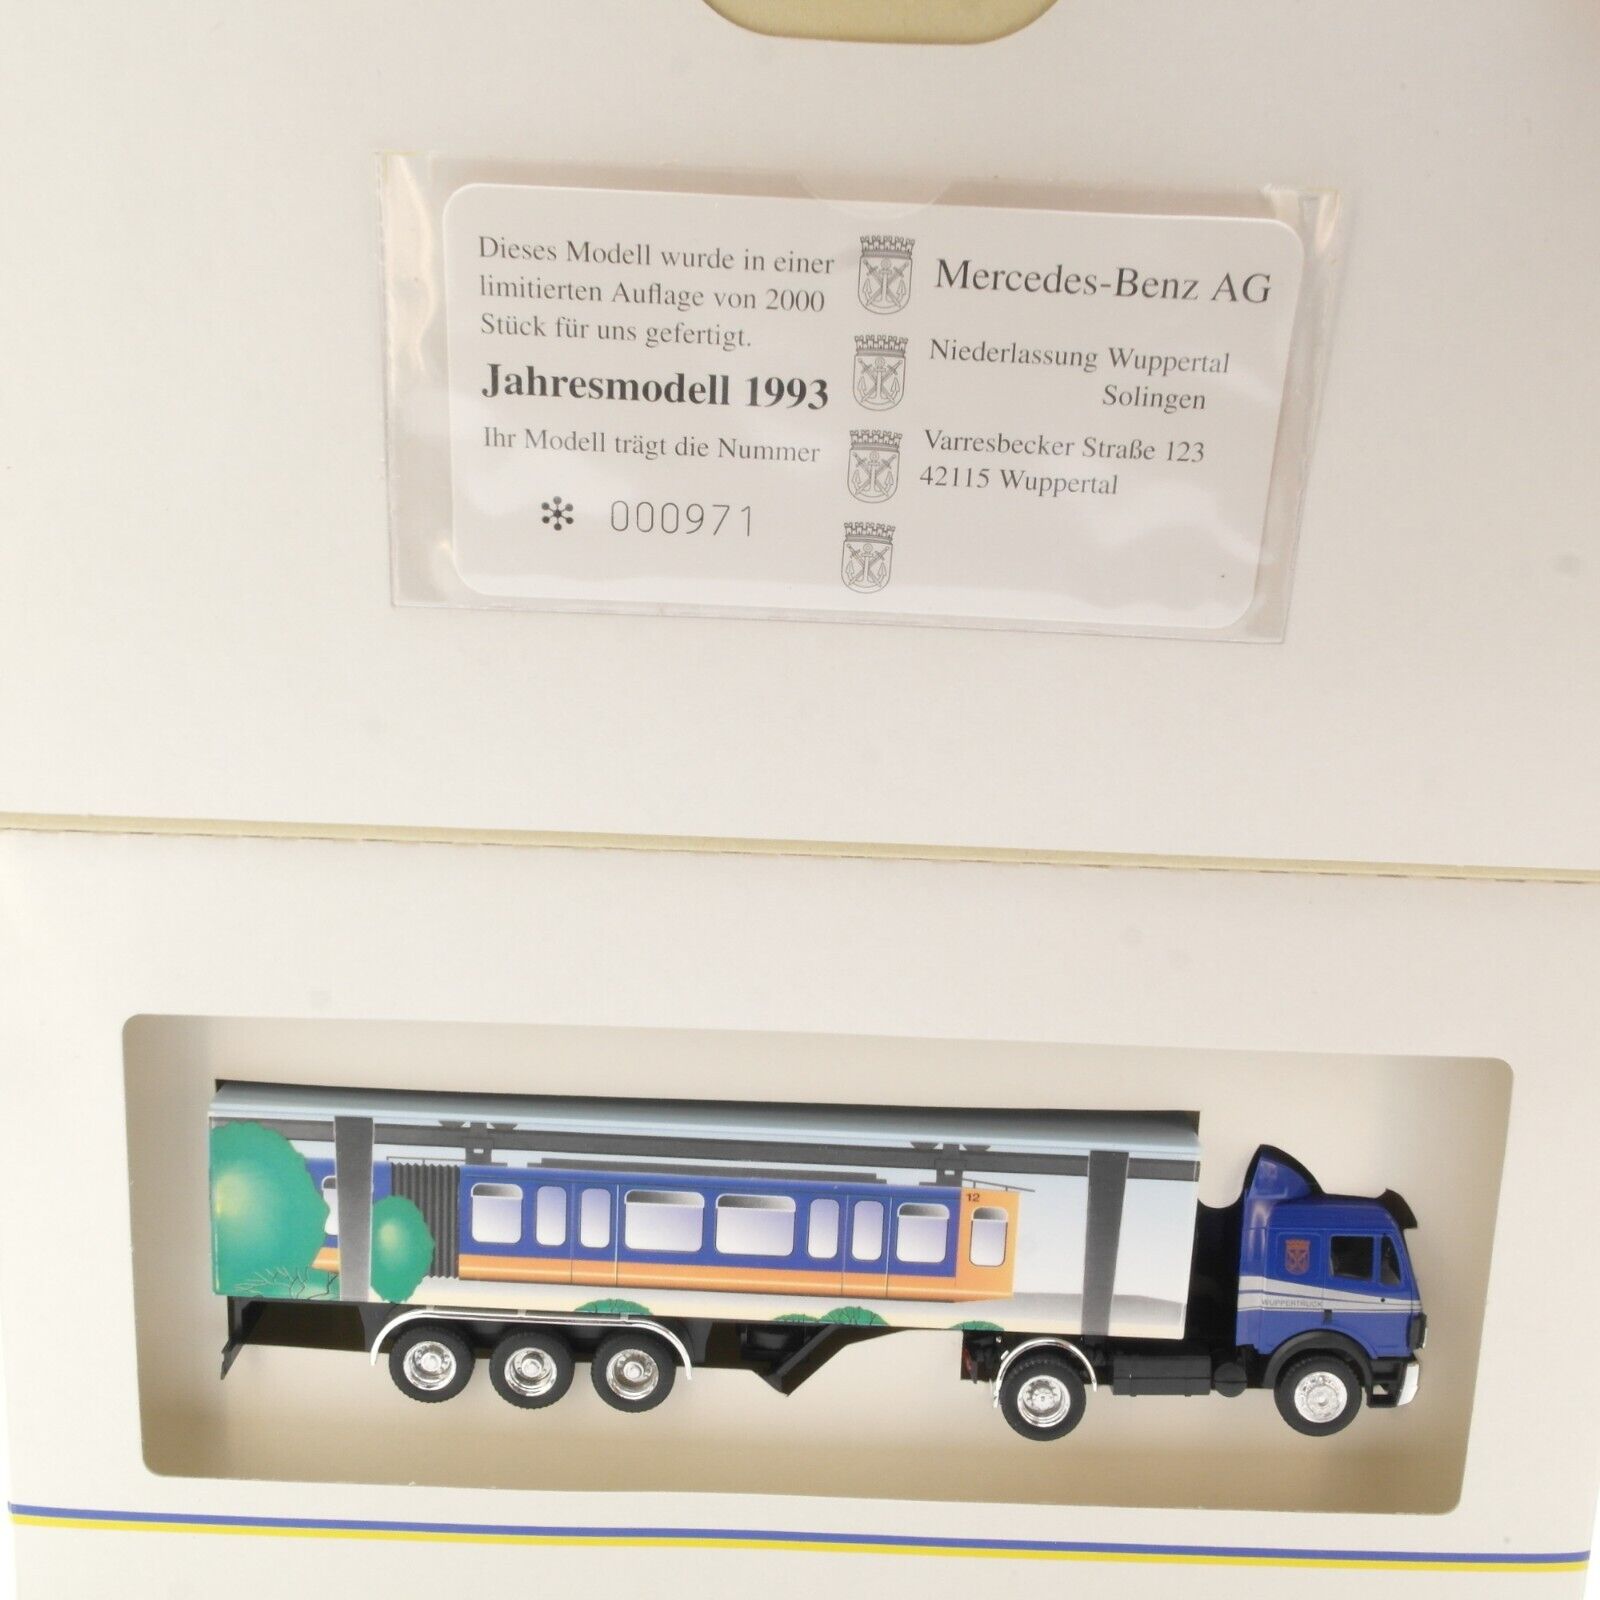 Dieses Modell wurde in einer
limitierten Auflage von 2000
Stück für uns gefertigt.
Jahresmodell 1993
Ihr Modell trägt die Nummer
000971
Mercedes-Benz AG
Niederlassung Wuppertal
Solingen
Varresbecker Straße 123
42115 Wuppertal
12
WUPPERTRUCK